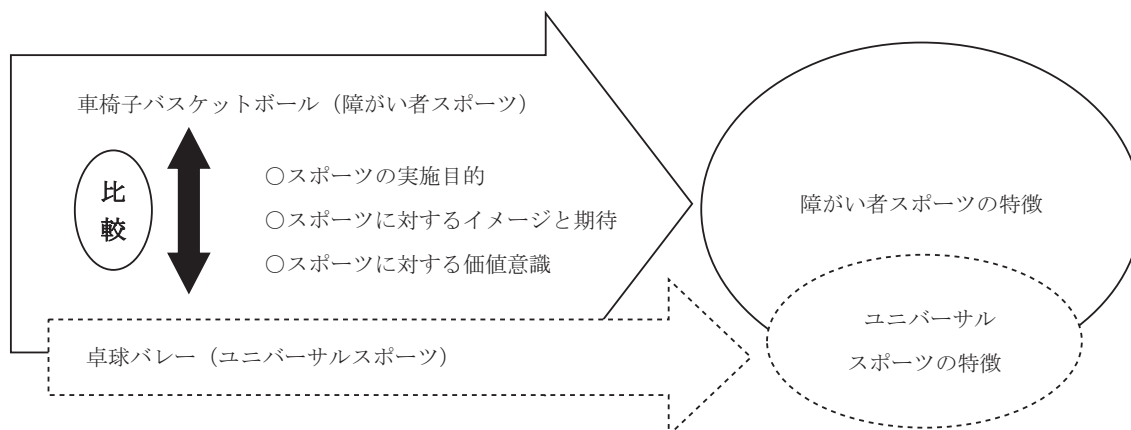 車椅子バスケットボール（障がい者スポーツ）
比
較
○スポーツの実施目的
○スポーツに対するイメージと期待
○スポーツに対する価値意識
卓球バレー（ユニバーサルスポーツ）
障がい者スポーツの特徴
ユニバーサル
スポーツの特徴